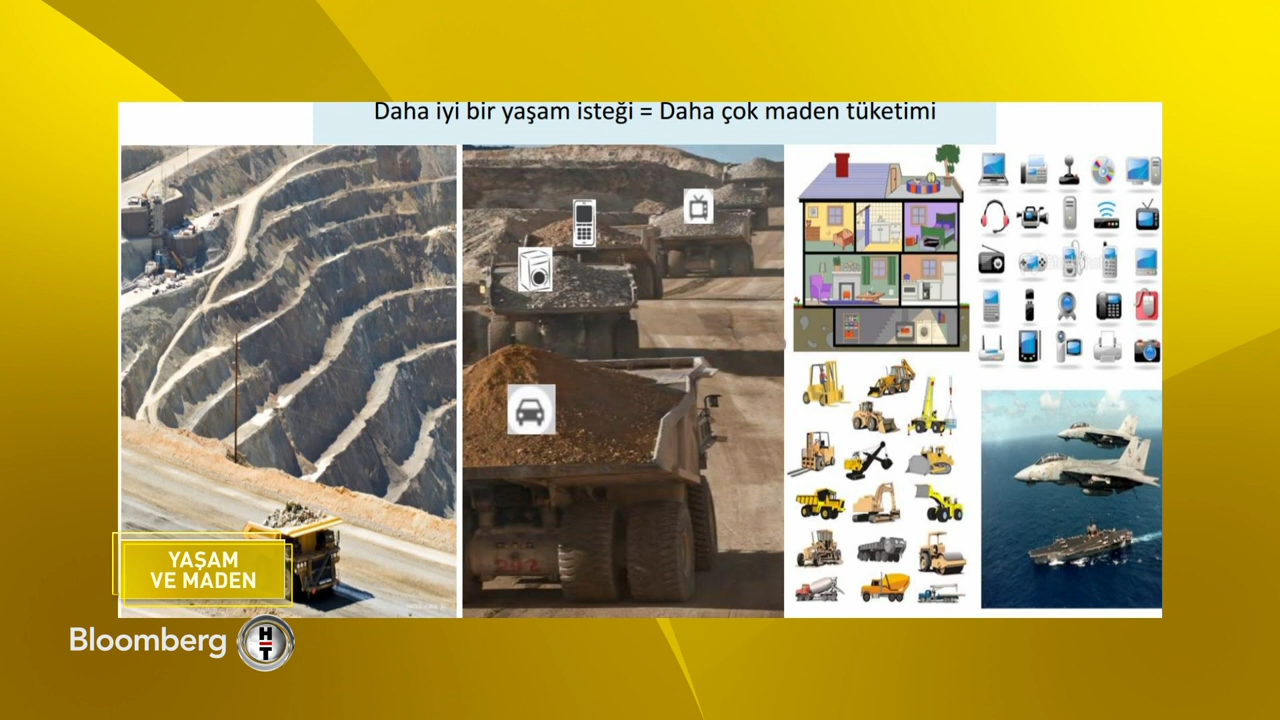 Daha iyi bir yaşam isteği = Daha çok maden tüketimi
YAŞAM
VE MADEN
Bloomberg
HT